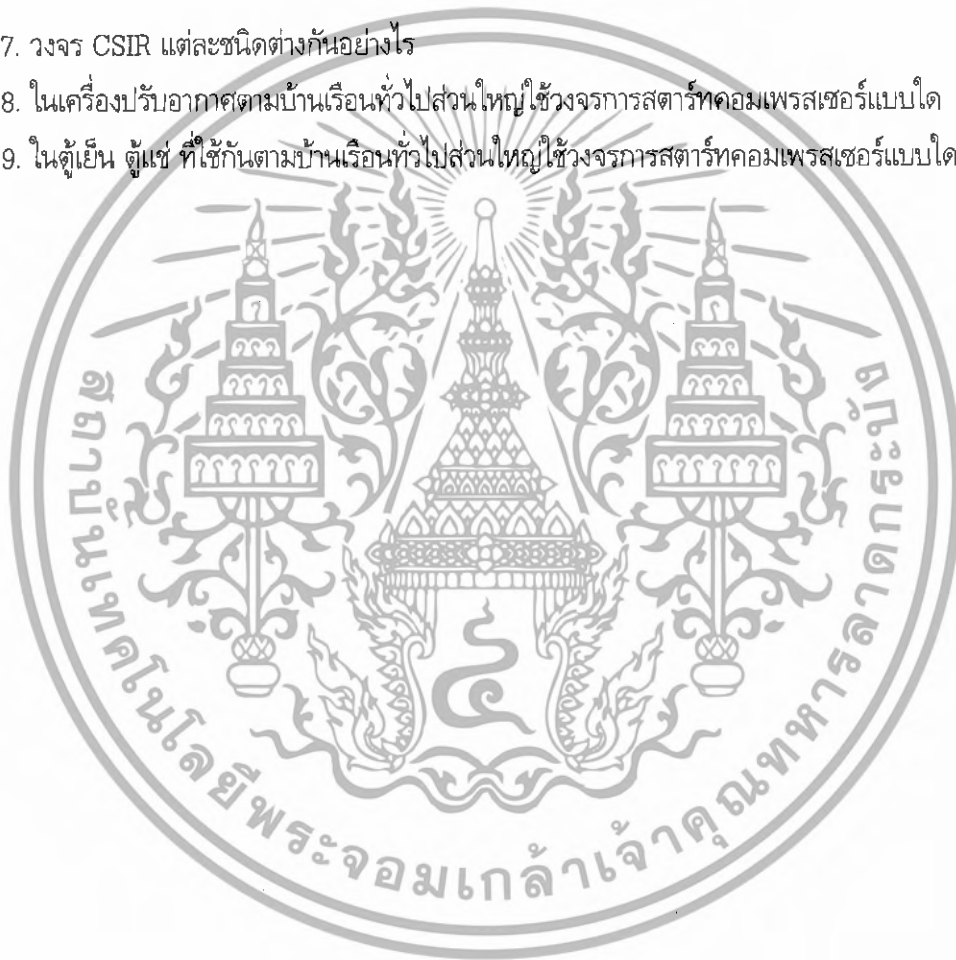 7. วงจร CSIR แต่ละชนิดต่างกันอย่างไร
8. ในเครื่องปรับอากาศตามบ้านเรือนทั่วไปส่วนใหญ่ใช้วงจรการสตาร์ทคอมเพรสเซอร์แบบใด
9. ในตู้เย็น ตู้แช่ ที่ใช้กันตามบ้านเรือนทั่วไปส่วนใหญ่ใช้วงจรการสตาร์ทคอมเพรสเซอร์แบบใด
สถาบันเทคโนโลยีพระจอมเกล้าเจ้าคุณทหารลาดกระบัง